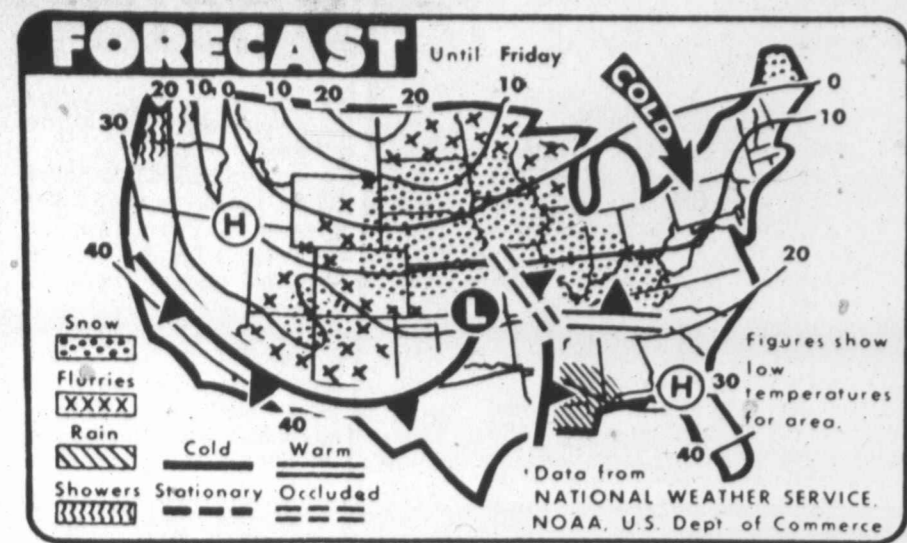 FORECAST
Until Friday
20 10 0 10 20 20 10
COLD
0
10
30
H
40
20
L
Snow
Flurries
XXXX
Rain
Showers
Cold
Warm
Stationary
Occluded
40
H
30
40
Figures show
low
temperatures
for area.
Data from
NATIONAL WEATHER SERVICE,
NOAA, U.S. Dept. of Commerce